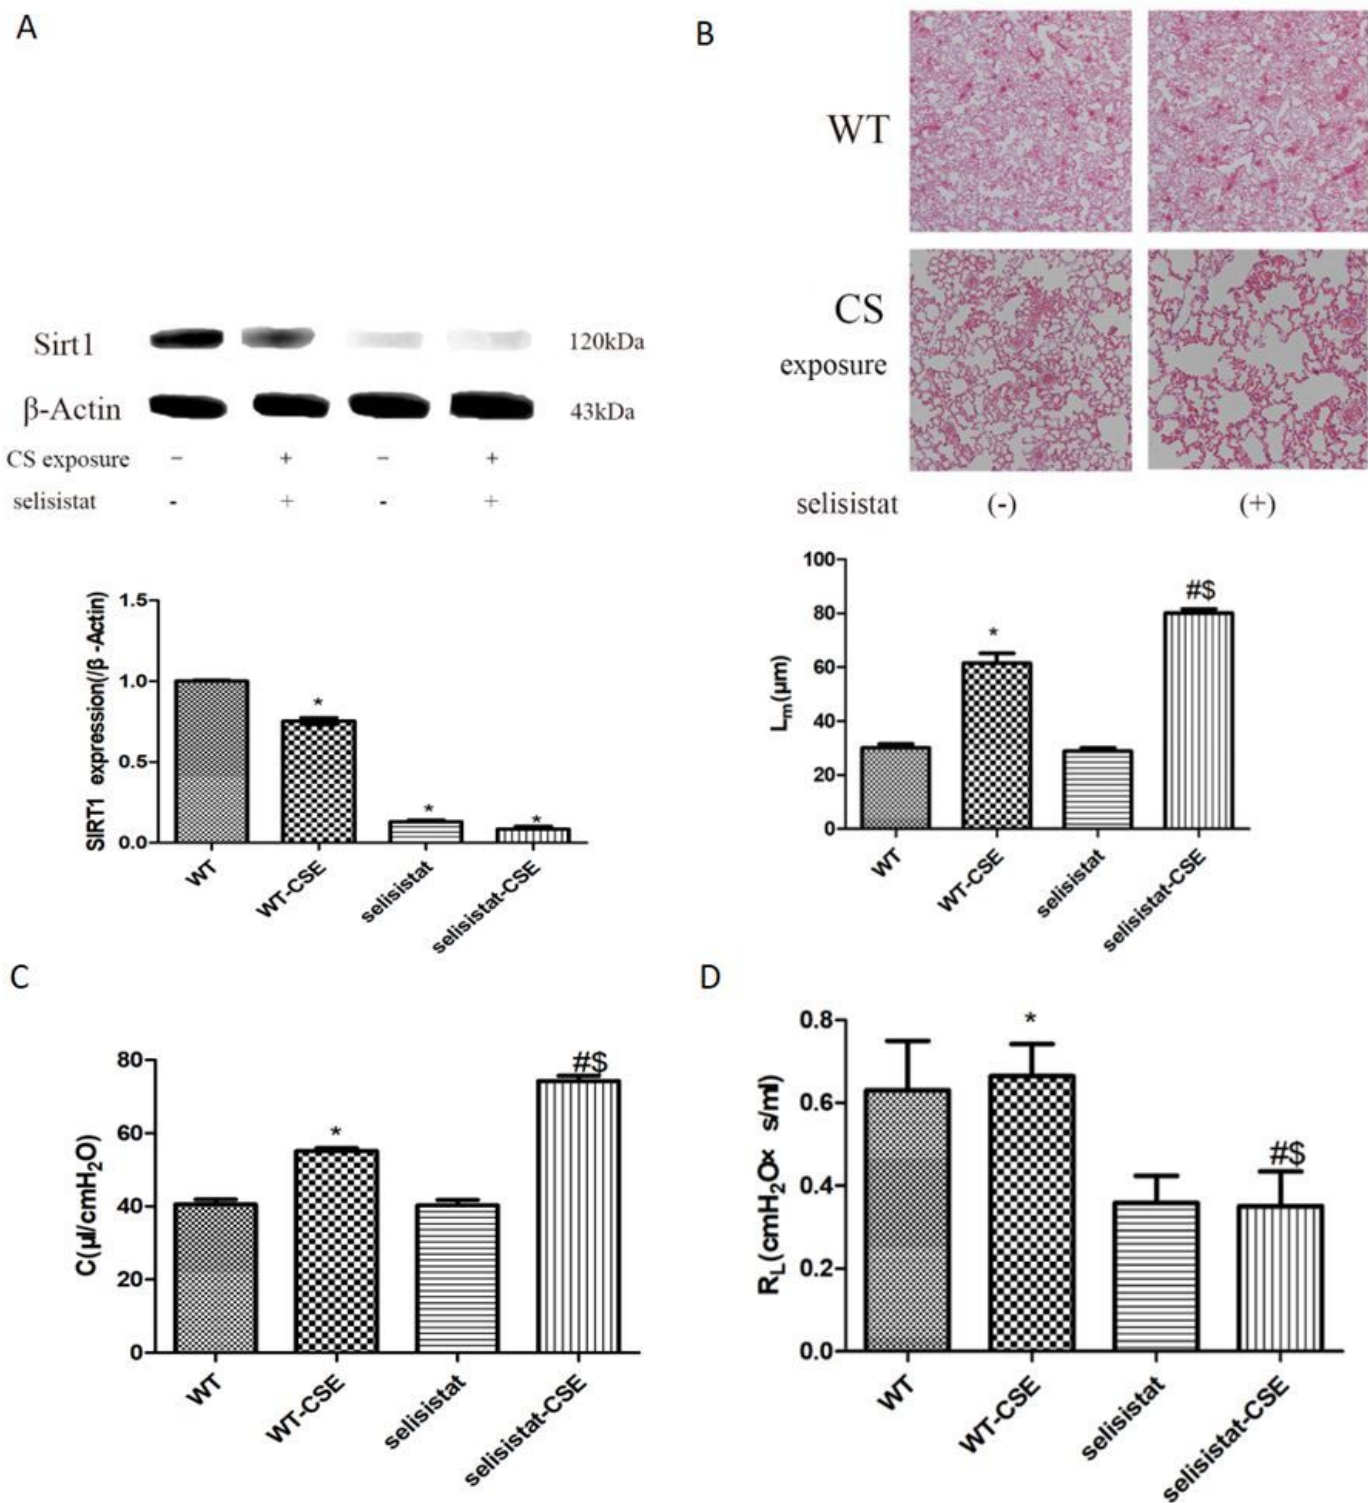 A
Sirt1 120kDa
β-Actin 43kDa
CS exposure − + − +
selisistat - + - +
SIRT1 expression(/β-Actin)
1.5
1.0
0.5
0.0
*
*
*
WT
WT-CSE
selisistat
selisistat-CSE
B
WT
CS
exposure
selisistat (-) (+)
Lm(µm)
100
80
60
40
20
0
*
#$
WT
WT-CSE
selisistat
selisistat-CSE
C
C(µl/cmH2O)
80
60
40
20
0
*
#$
WT
WT-CSE
selisistat
selisistat-CSE
D
RL(cmH2O× s/ml)
0.8
0.6
0.4
0.2
0.0
*
#$
WT
WT-CSE
selisistat
selisistat-CSE